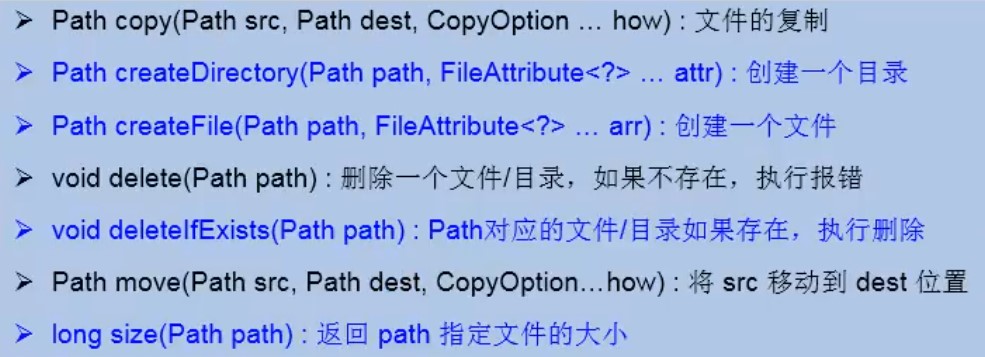 ➢ Path copy(Path src, Path dest, CopyOption … how) : 文件的复制
➢ Path createDirectory(Path path, FileAttribute<?> … attr) : 创建一个目录
➢ Path createFile(Path path, FileAttribute<?> … arr) : 创建一个文件
➢ void delete(Path path) : 删除一个文件/目录，如果不存在，执行报错
➢ void deleteIfExists(Path path) : Path对应的文件/目录如果存在，执行删除
➢ Path move(Path src, Path dest, CopyOption…how) : 将 src 移动到 dest 位置
➢ long size(Path path) : 返回 path 指定文件的大小